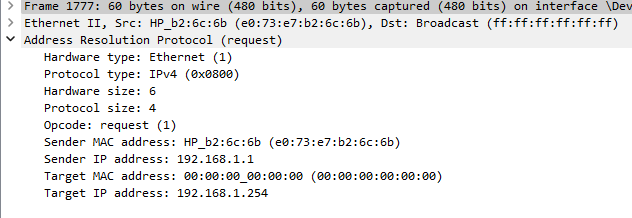 Frame 1777: 60 bytes on wire (480 bits), 60 bytes captured (480 bits) on interface \Dev
Ethernet II, Src: HP_b2:6c:6b (e0:73:e7:b2:6c:6b), Dst: Broadcast (ff:ff:ff:ff:ff:ff)
Address Resolution Protocol (request)
Hardware type: Ethernet (1)
Protocol type: IPv4 (0x0800)
Hardware size: 6
Protocol size: 4
Opcode: request (1)
Sender MAC address: HP_b2:6c:6b (e0:73:e7:b2:6c:6b)
Sender IP address: 192.168.1.1
Target MAC address: 00:00:00_00:00:00 (00:00:00:00:00:00)
Target IP address: 192.168.1.254